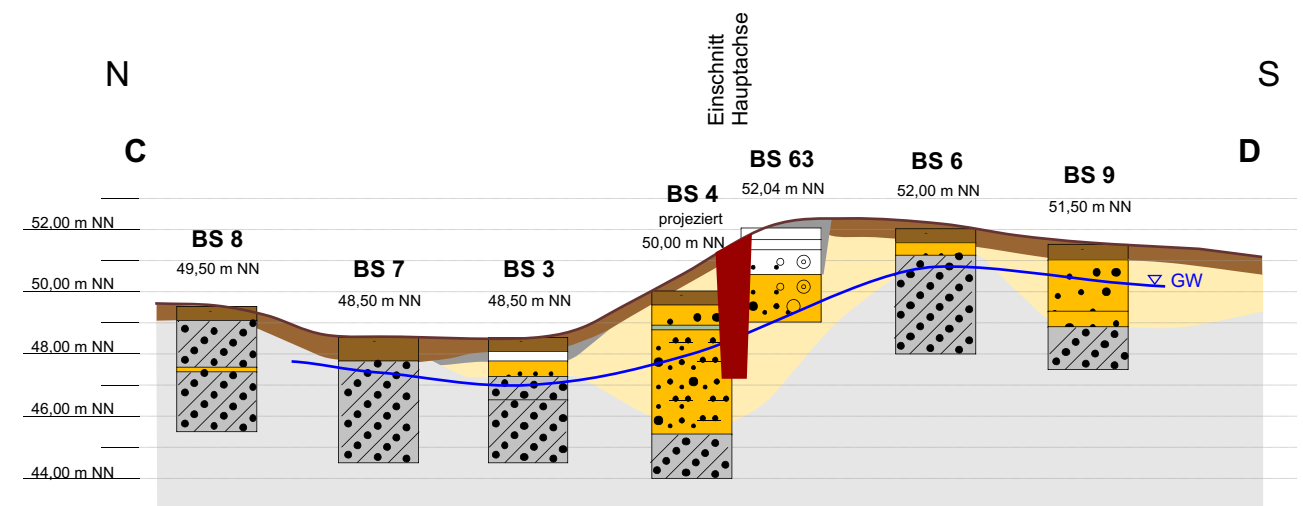 N
S
Einschnitt
Hauptachse
C
D
BS 63
52,04 m NN
BS 6
52,00 m NN
BS 9
51,50 m NN
BS 4
projeziert
50,00 m NN
BS 8
49,50 m NN
BS 7
48,50 m NN
BS 3
48,50 m NN
GW
52,00 m NN
50,00 m NN
48,00 m NN
46,00 m NN
44,00 m NN